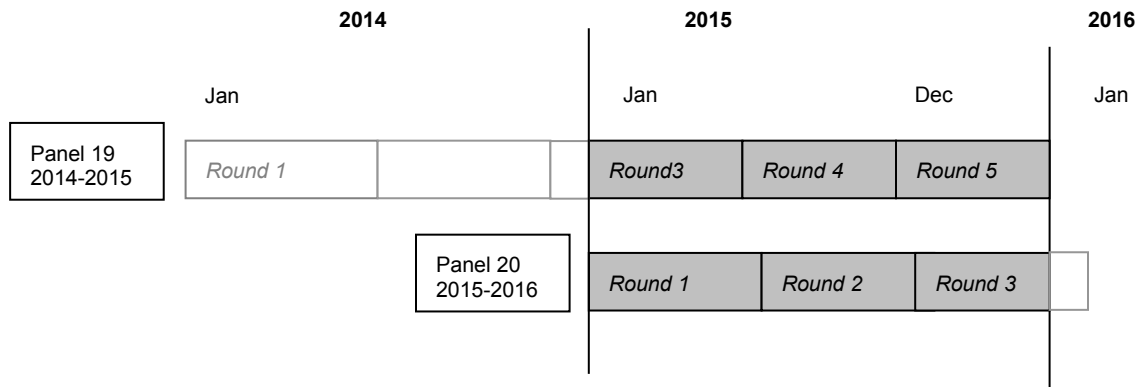 2014
2015
2016
Jan
Jan
Dec
Jan
Panel 19
2014-2015
Round 1
Round3
Round 4
Round 5
Panel 20
2015-2016
Round 1
Round 2
Round 3